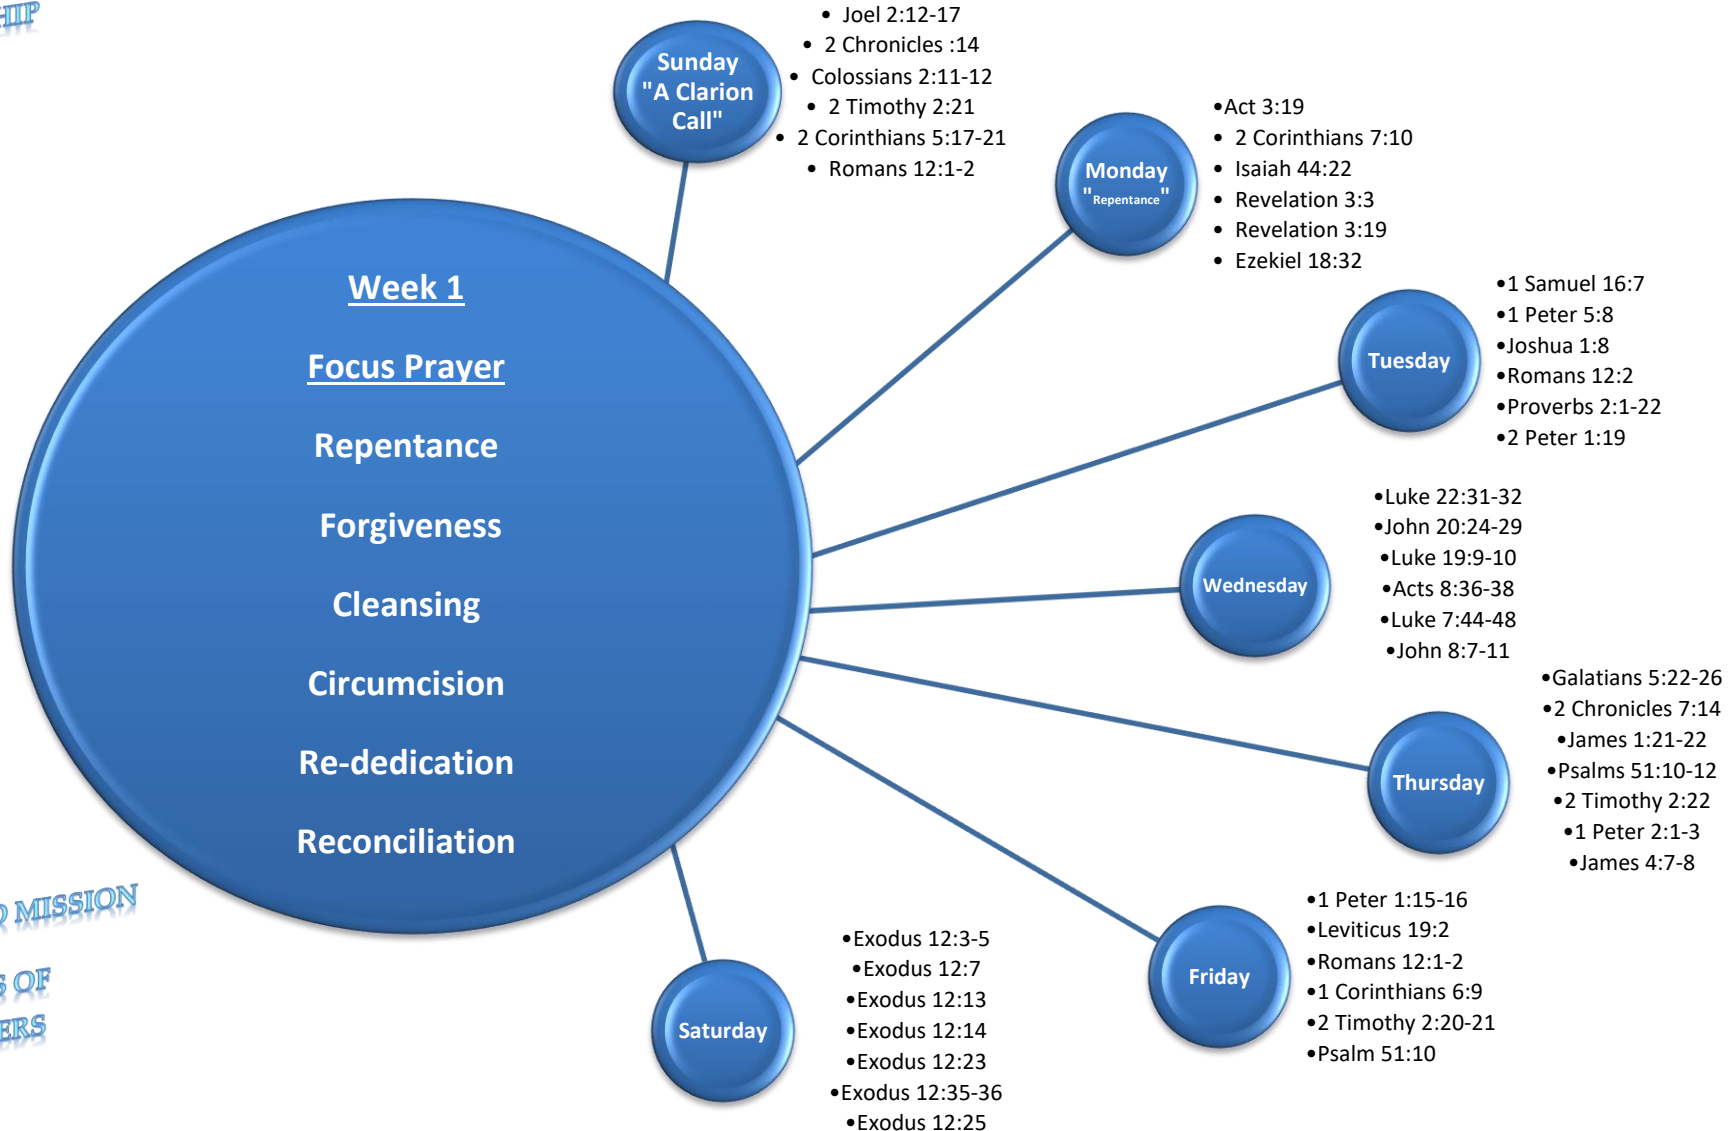 HIP
Sunday
"A Clarion
Call"
• Joel 2:12-17
• 2 Chronicles :14
• Colossians 2:11-12
• 2 Timothy 2:21
• 2 Corinthians 5:17-21
• Romans 12:1-2
Monday
"Repentance"
•Act 3:19
• 2 Corinthians 7:10
• Isaiah 44:22
• Revelation 3:3
• Revelation 3:19
• Ezekiel 18:32
Week 1
Focus Prayer
Repentance
Forgiveness
Cleansing
Circumcision
Re-dedication
Reconciliation
Tuesday
•1 Samuel 16:7
•1 Peter 5:8
•Joshua 1:8
•Romans 12:2
•Proverbs 2:1-22
•2 Peter 1:19
Wednesday
•Luke 22:31-32
•John 20:24-29
•Luke 19:9-10
•Acts 8:36-38
•Luke 7:44-48
•John 8:7-11
Thursday
•Galatians 5:22-26
•2 Chronicles 7:14
•James 1:21-22
•Psalms 51:10-12
•2 Timothy 2:22
•1 Peter 2:1-3
•James 4:7-8
Friday
•1 Peter 1:15-16
•Leviticus 19:2
•Romans 12:1-2
•1 Corinthians 6:9
•2 Timothy 2:20-21
•Psalm 51:10
Saturday
•Exodus 12:3-5
•Exodus 12:7
•Exodus 12:13
•Exodus 12:14
•Exodus 12:23
•Exodus 12:35-36
•Exodus 12:25
MISSION
OF
ERS